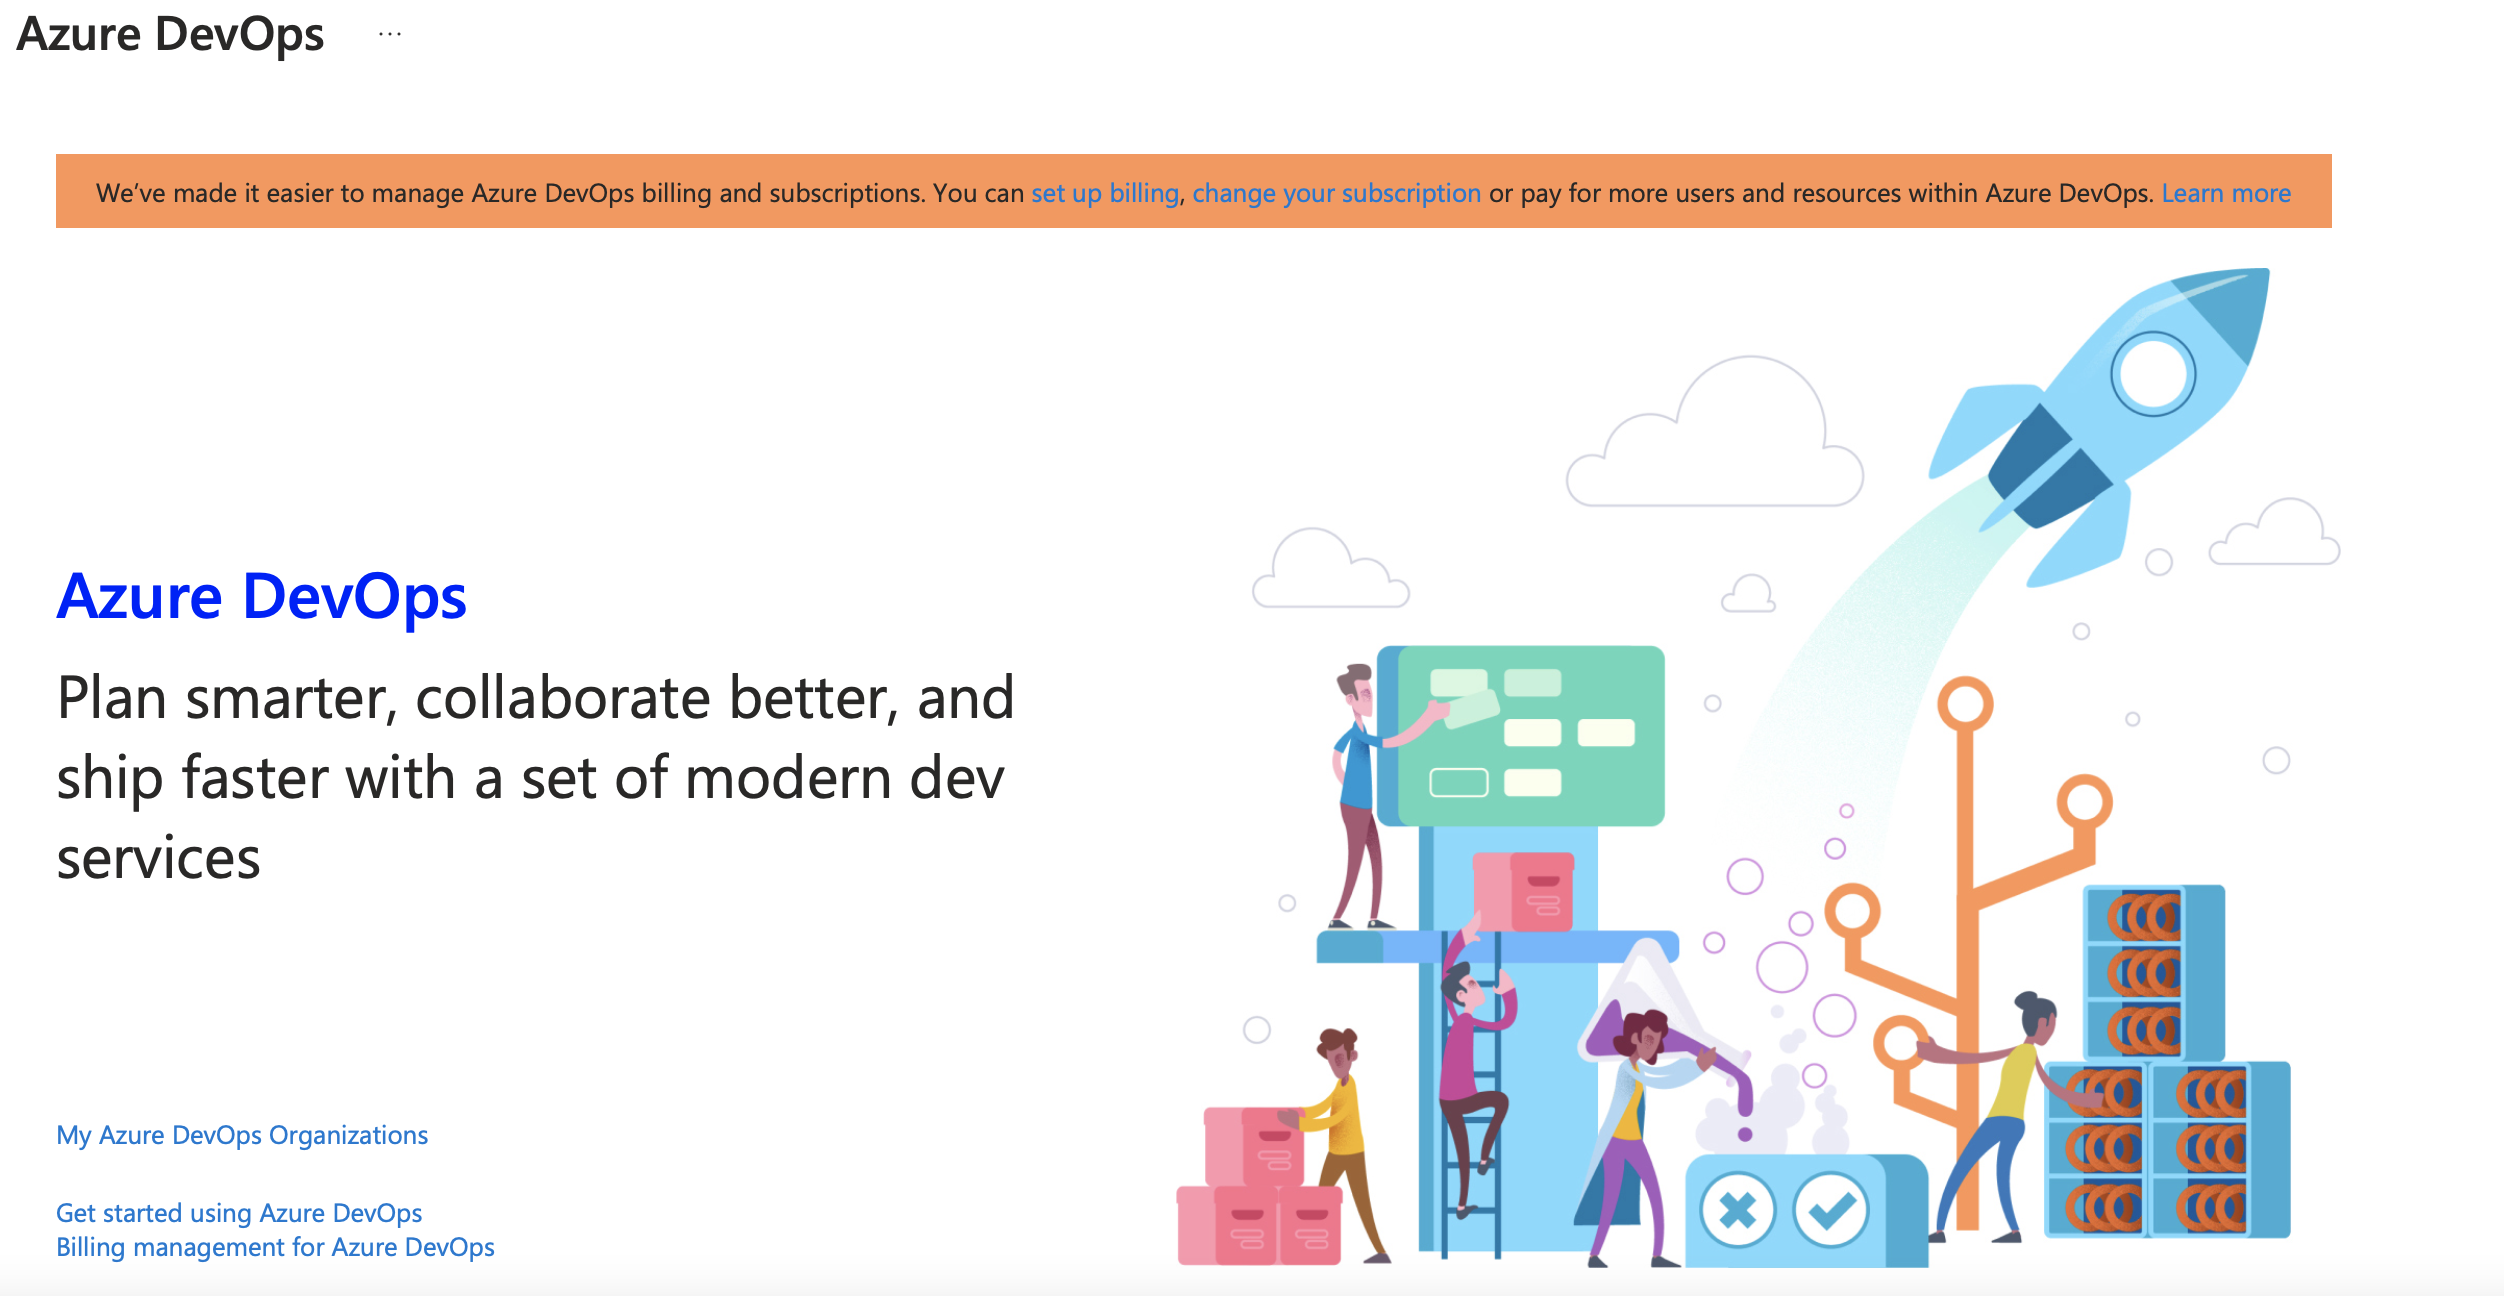 Azure DevOps ...
We’ve made it easier to manage Azure DevOps billing and subscriptions. You can set up billing, change your subscription or pay for more users and resources within Azure DevOps. Learn more
Azure DevOps
Plan smarter, collaborate better, and
ship faster with a set of modern dev
services
My Azure DevOps Organizations
Get started using Azure DevOps
Billing management for Azure DevOps